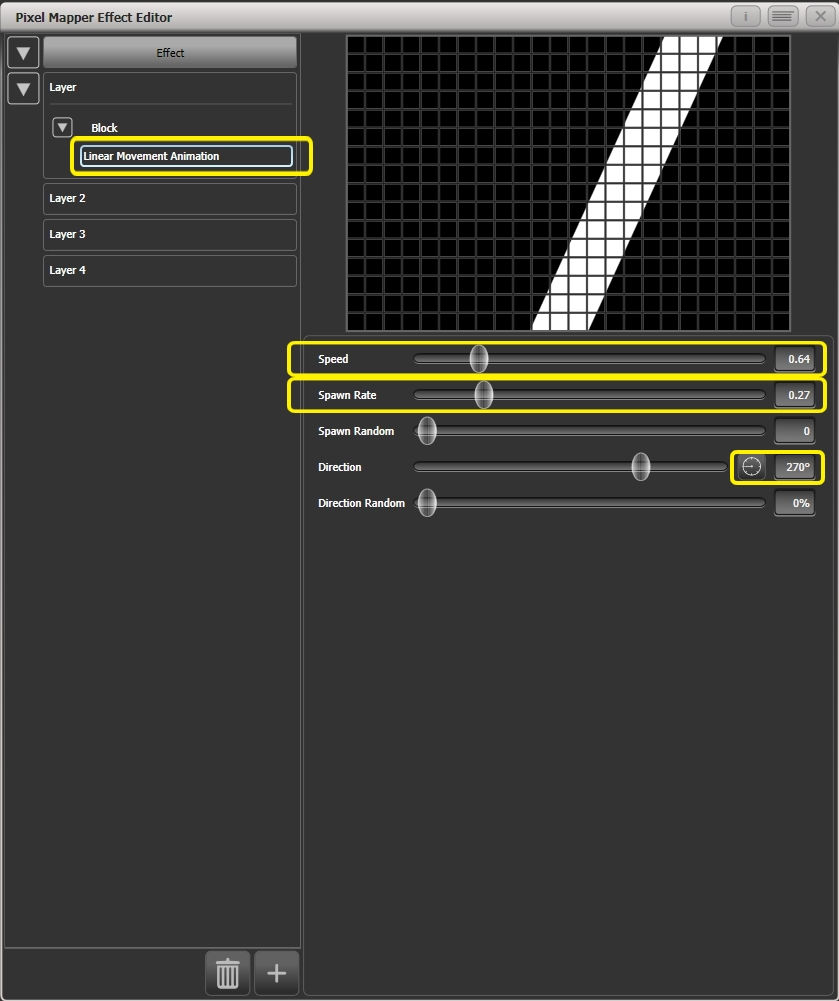 Pixel Mapper Effect Editor
i
Effect
Layer
Block
Linear Movement Animation
Layer 2
Layer 3
Layer 4
Speed 0.64
Spawn Rate 0.27
Spawn Random 0
Direction 270°
Direction Random 0%